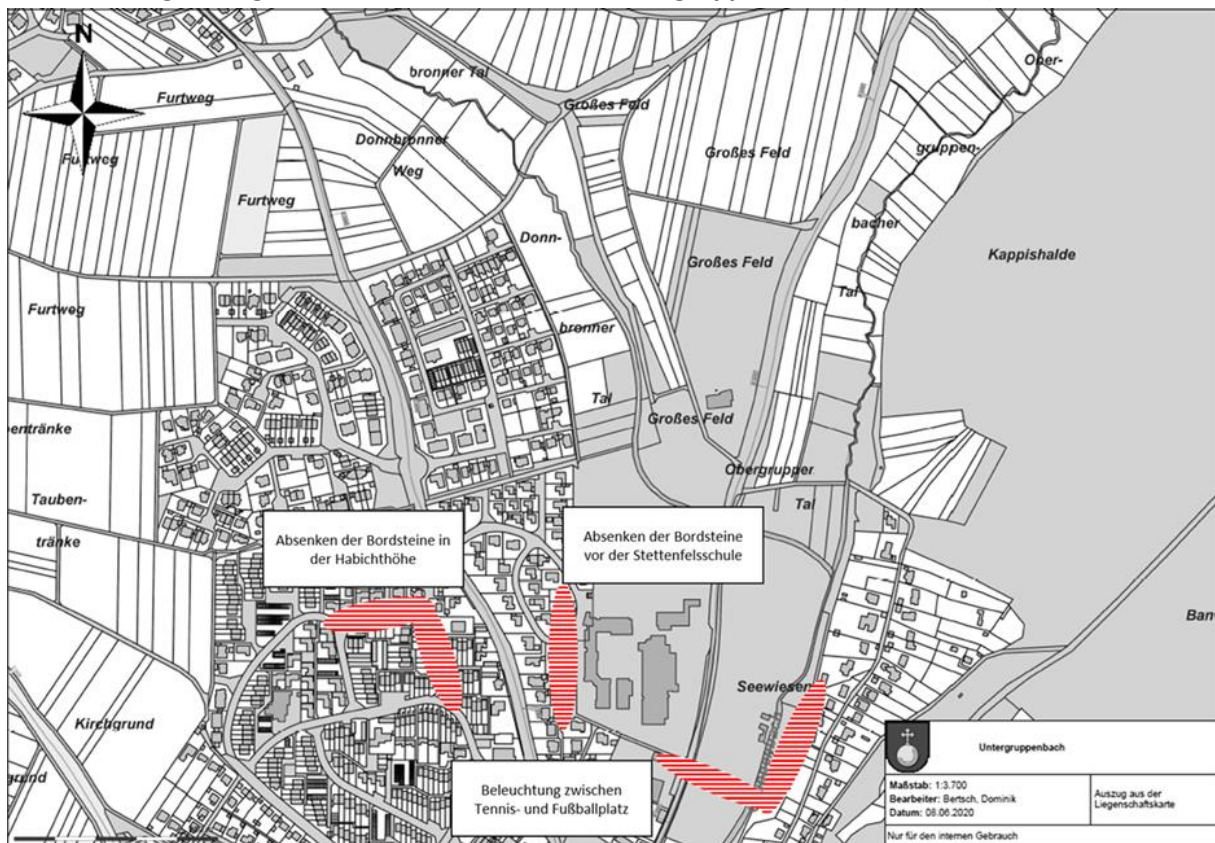 N
Furtweg
Furtweg
Furtweg
Furtweg
bronner Tal
Donnbronner
Weg
Großes Feld
Großes Feld
Großes Feld
Großes Feld
Donn-
bronner
Tal
Ober-
gruppen-
bacher
Tal
Kappishalde
entränke
Tauben-
tränke
Obergrupper
Tal
Absenken der Bordsteine in
der Habichthöhe
Absenken der Bordsteine
vor der Stettenfelsschule
Seewiesen
Kirchgrund
grund
Beleuchtung zwischen
Tennis- und Fußballplatz
Untergruppenbach
Maßstab: 1:3.700
Bearbeiter: Bertsch, Dominik
Datum: 08.06.2020
Auszug aus der
Liegenschaftskarte
Nur für den internen Gebrauch